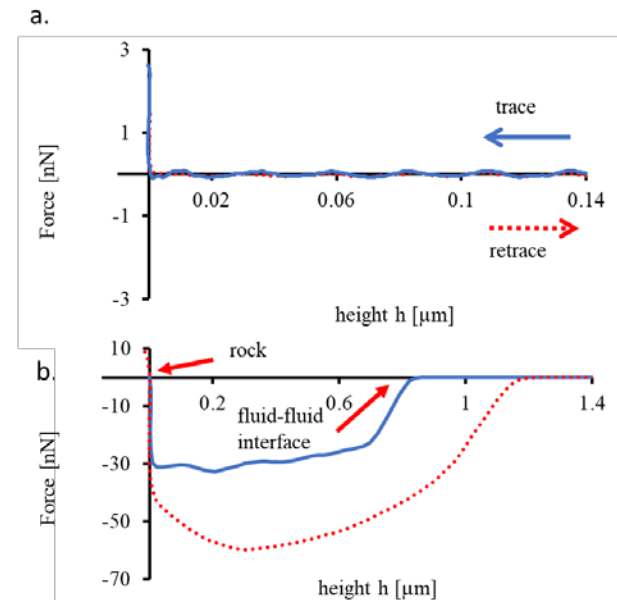 a.
3
1
-1
-3
Force [nN]
0.02
0.06
0.1
0.14
trace
retrace
height h [µm]
b.
10
-10
-30
-50
-70
Force [nN]
rock
0.2
0.6
1
1.4
fluid-fluid
interface
height h [µm]